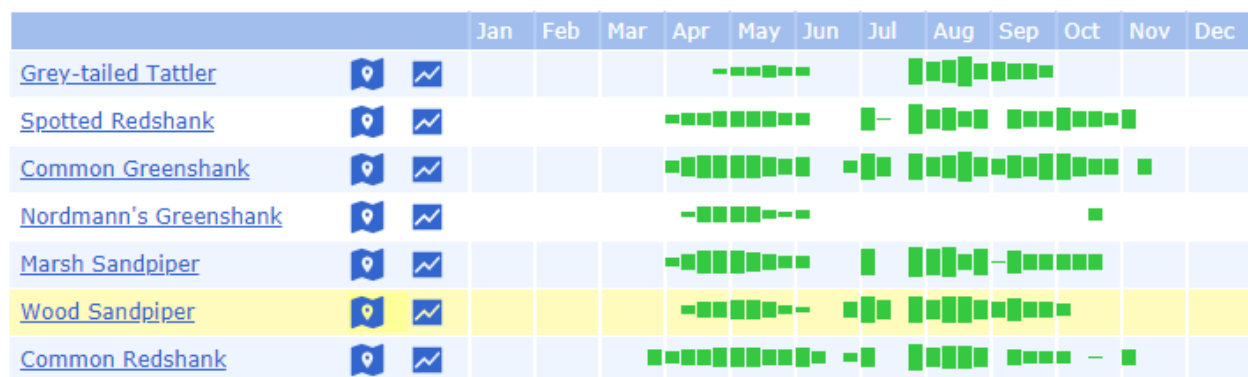 Jan Feb Mar Apr May Jun Jul Aug Sep Oct Nov Dec
Grey-tailed Tattler
Spotted Redshank
Common Greenshank
Nordmann's Greenshank
Marsh Sandpiper
Wood Sandpiper
Common Redshank